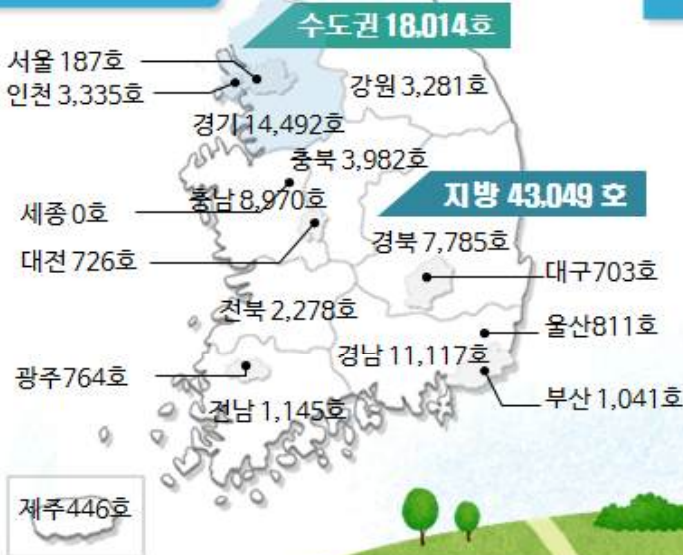 수도권 18.014호
서울 187호
인천 3,335호
강원 3,281호
경기 14,492호
충북 3,982호
충남 8,970호
지방 43.049 호
세종 0호
대전 726호
경북 7,785호
대구703호
전북 2,278호
울산811호
경남 11,117호
광주764호
전남 1,145호
부산 1,041호
제주446호